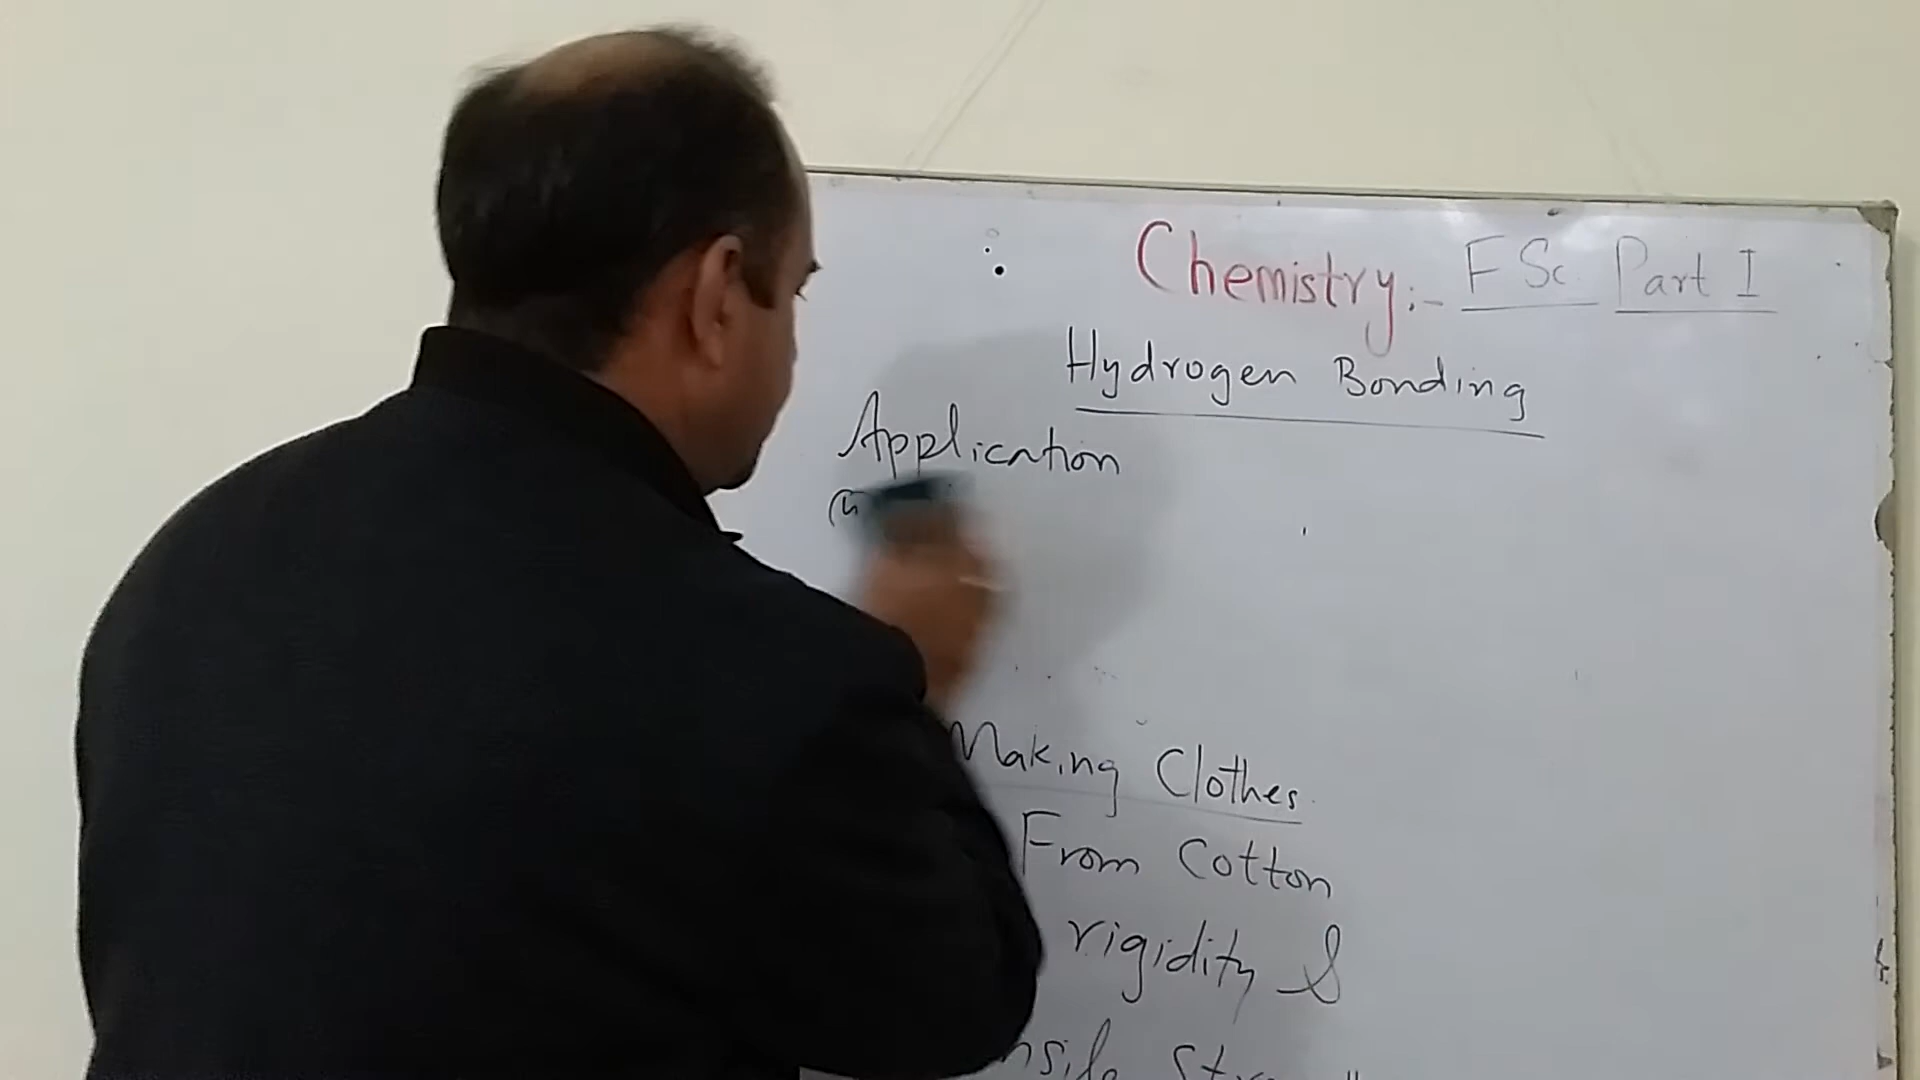 Chemistry:- FSc. Part I
Hydrogen Bonding
Application
Making Clothes
From Cotton
rigidity &